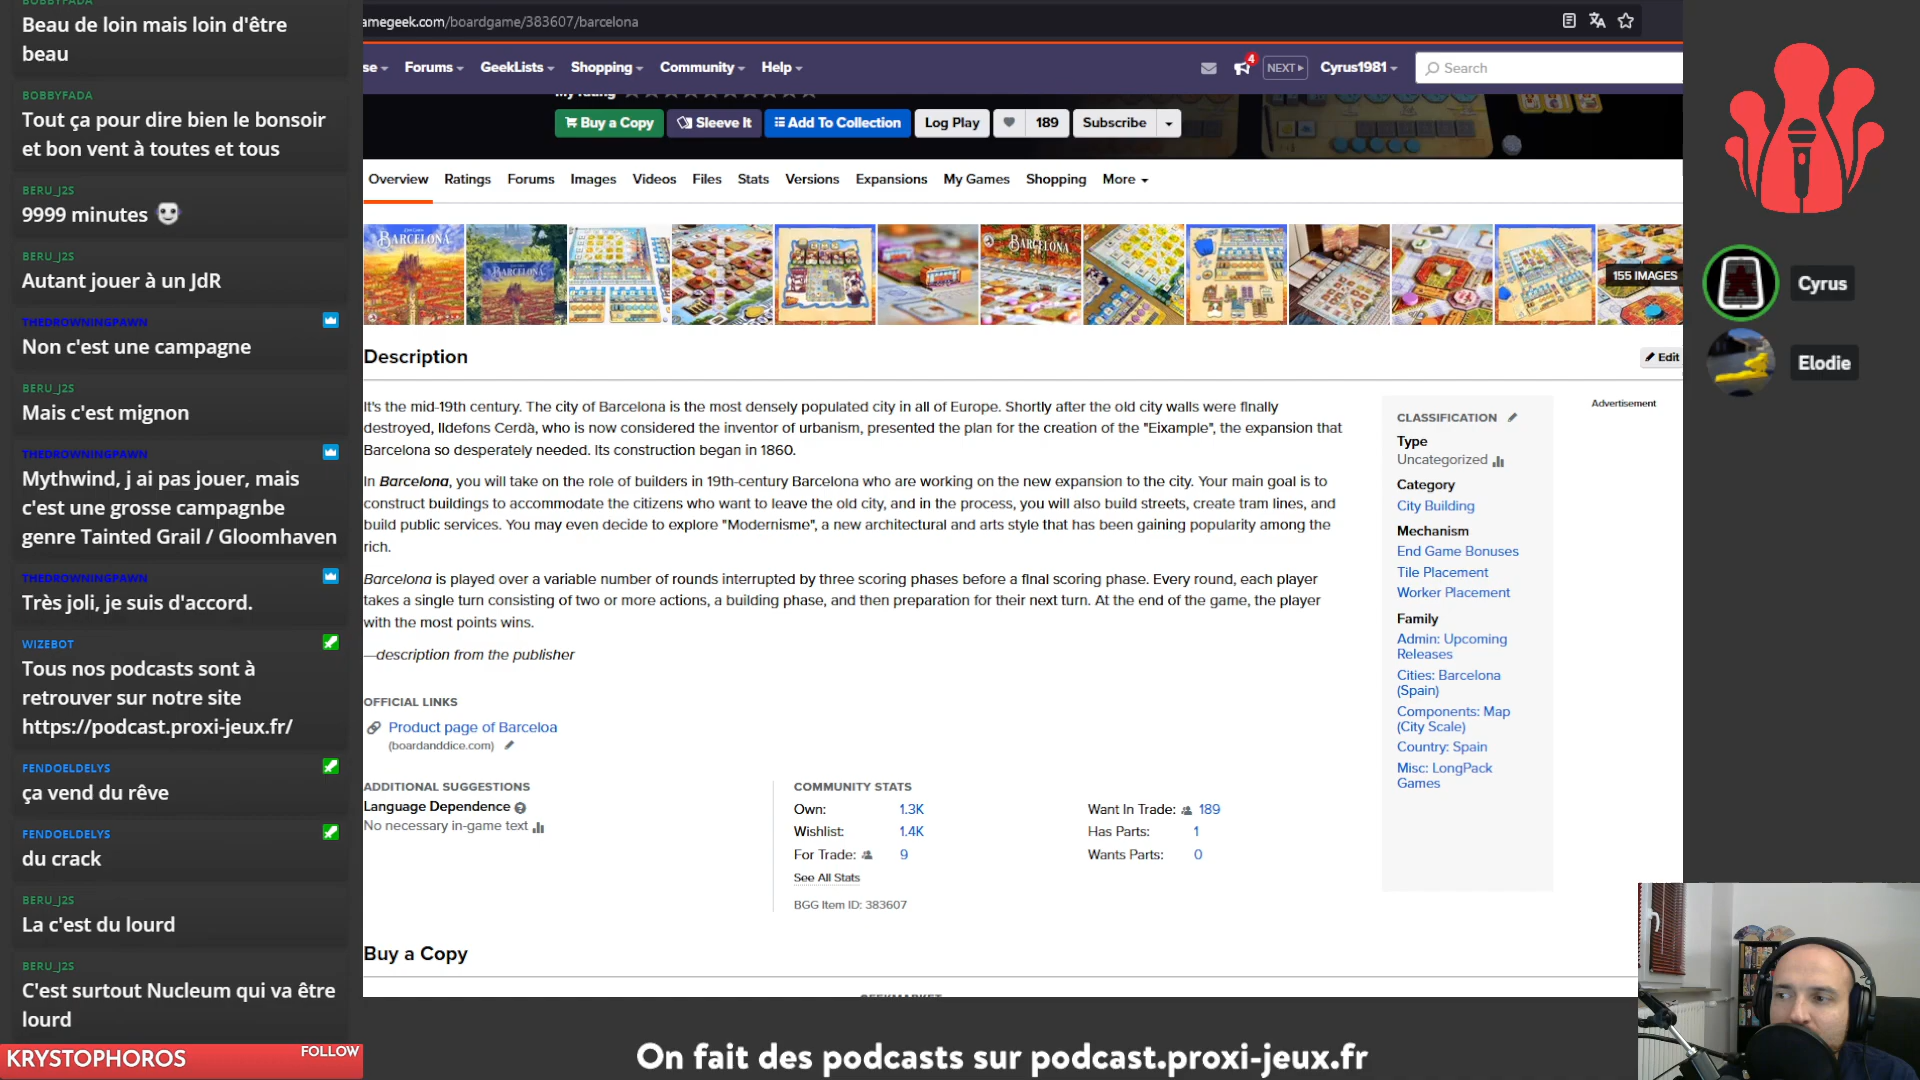 BOBBYFADA
Beau de loin mais loin d'être
beau
BOBBYFADA
Tout ça pour dire bien le bonsoir
et bon vent à toutes et tous
BERU_J2S
9999 minutes
BERU_J2S
Autant jouer à un JdR
THEDROWNINGPAWN
Non c'est une campagne
BERU_J2S
Mais c'est mignon
THEDROWNINGPAWN
Mythwind, j ai pas jouer, mais
c'est une grosse campagnbe
genre Tainted Grail / Gloomhaven
THEDROWNINGPAWN
Très joli, je suis d'accord.
WIZEBOT
Tous nos podcasts sont à
retrouver sur notre site
https://podcast.proxi-jeux.fr/
FENDOELDELYS
ça vend du rêve
FENDOELDELYS
du crack
BERU_J2S
La c'est du lourd
BERU_J2S
C'est surtout Nucleum qui va être
lourd
KRYSTOPHOROS FOLLOW
amegeek.com/boardgame/383607/barcelona
se Forums GeekLists Shopping Community Help 4 NEXT Cyrus1981 Search
My Rating
Buy a Copy Sleeve It Add To Collection Log Play 189 Subscribe
Overview Ratings Forums Images Videos Files Stats Versions Expansions My Games Shopping More
BARCELONA BARCELONA BARCELONA 155 IMAGES
Description Edit
It's the mid-19th century. The city of Barcelona is the most densely populated city in all of Europe. Shortly after the old city walls were finally
destroyed, Ildefons Cerdà, who is now considered the inventor of urbanism, presented the plan for the creation of the "Eixample", the expansion that
Barcelona so desperately needed. Its construction began in 1860.
In Barcelona, you will take on the role of builders in 19th-century Barcelona who are working on the new expansion to the city. Your main goal is to
construct buildings to accommodate the citizens who want to leave the old city, and in the process, you will also build streets, create tram lines, and
build public services. You may even decide to explore "Modernisme", a new architectural and arts style that has been gaining popularity among the
rich.
Barcelona is played over a variable number of rounds interrupted by three scoring phases before a final scoring phase. Every round, each player
takes a single turn consisting of two or more actions, a building phase, and then preparation for their next turn. At the end of the game, the player
with the most points wins.
—description from the publisher
OFFICIAL LINKS
Product page of Barceloa
(boardanddice.com)
ADDITIONAL SUGGESTIONS
Language Dependence
No necessary in-game text
COMMUNITY STATS
Own: 1.3K
Wishlist: 1.4K
For Trade: 9
See All Stats
BGG Item ID: 383607
Want In Trade: 189
Has Parts: 1
Wants Parts: 0
CLASSIFICATION
Type
Uncategorized
Category
City Building
Mechanism
End Game Bonuses
Tile Placement
Worker Placement
Family
Admin: Upcoming
Releases
Cities: Barcelona
(Spain)
Components: Map
(City Scale)
Country: Spain
Misc: LongPack
Games
Advertisement
Buy a Copy
GEEKMARKET
Cyrus
Elodie
On fait des podcasts sur podcast.proxi-jeux.fr